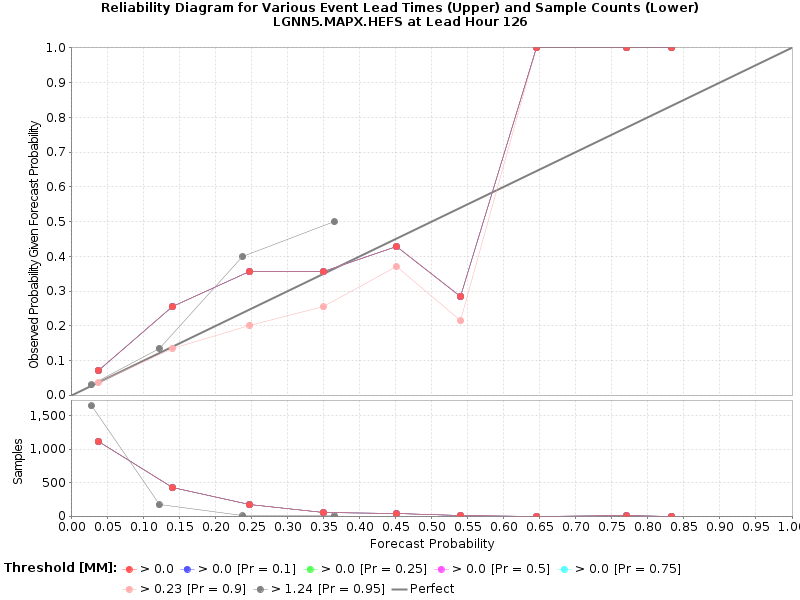 Reliability Diagram for Various Event Lead Times (Upper) and Sample Counts (Lower)
LGNN5.MAPX.HEFS at Lead Hour 126
Observed Probability Given Forecast Probability
1.0
0.9
0.8
0.7
0.6
0.5
0.4
0.3
0.2
0.1
0.0
Samples
1,500
1,000
500
0
0.00 0.05 0.10 0.15 0.20 0.25 0.30 0.35 0.40 0.45 0.50 0.55 0.60 0.65 0.70 0.75 0.80 0.85 0.90 0.95 1.0
Forecast Probability
Threshold [MM]: > 0.0 > 0.0 [Pr = 0.1] > 0.0 [Pr = 0.25] > 0.0 [Pr = 0.5] > 0.0 [Pr = 0.75]
> 0.23 [Pr = 0.9] > 1.24 [Pr = 0.95] Perfect